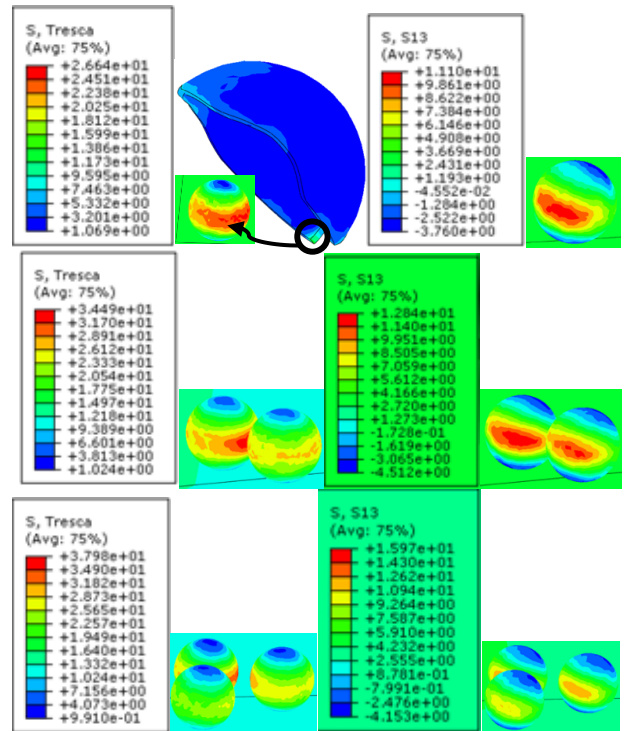 S, Tresca
(Avg: 75%)
+2.664e+01
+2.451e+01
+2.238e+01
+2.025e+01
+1.812e+01
+1.599e+01
+1.386e+01
+1.173e+01
+9.595e+00
+7.463e+00
+5.332e+00
+3.201e+00
+1.069e+00
S, S13
(Avg: 75%)
+1.110e+01
+9.861e+00
+8.622e+00
+7.384e+00
+6.146e+00
+4.908e+00
+3.669e+00
+2.431e+00
+1.193e+00
-4.552e-02
-1.284e+00
-2.522e+00
-3.760e+00
S, Tresca
(Avg: 75%)
+3.449e+01
+3.170e+01
+2.891e+01
+2.612e+01
+2.333e+01
+2.054e+01
+1.775e+01
+1.497e+01
+1.218e+01
+9.389e+00
+6.601e+00
+3.813e+00
+1.024e+00
S, S13
(Avg: 75%)
+1.284e+01
+1.140e+01
+9.951e+00
+8.505e+00
+7.059e+00
+5.612e+00
+4.166e+00
+2.720e+00
+1.273e+00
-1.728e-01
-1.619e+00
-3.065e+00
-4.512e+00
S, Tresca
(Avg: 75%)
+3.798e+01
+3.490e+01
+3.182e+01
+2.873e+01
+2.565e+01
+2.257e+01
+1.949e+01
+1.640e+01
+1.332e+01
+1.024e+01
+7.156e+00
+4.073e+00
+9.910e-01
S, S13
(Avg: 75%)
+1.597e+01
+1.430e+01
+1.262e+01
+1.094e+01
+9.264e+00
+7.587e+00
+5.910e+00
+4.232e+00
+2.555e+00
+8.781e-01
-7.991e-01
-2.476e+00
-4.153e+00